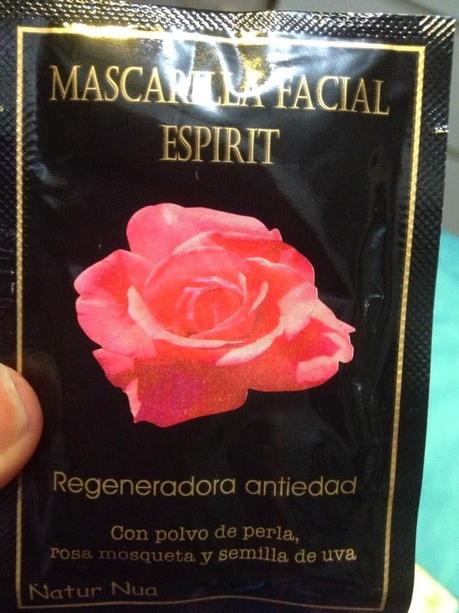 MASCARILLA FACIAL
ESPIRIT
Regeneradora antiedad
Con polvo de perla,
rosa mosqueta y semilla de uva
Natur Nua